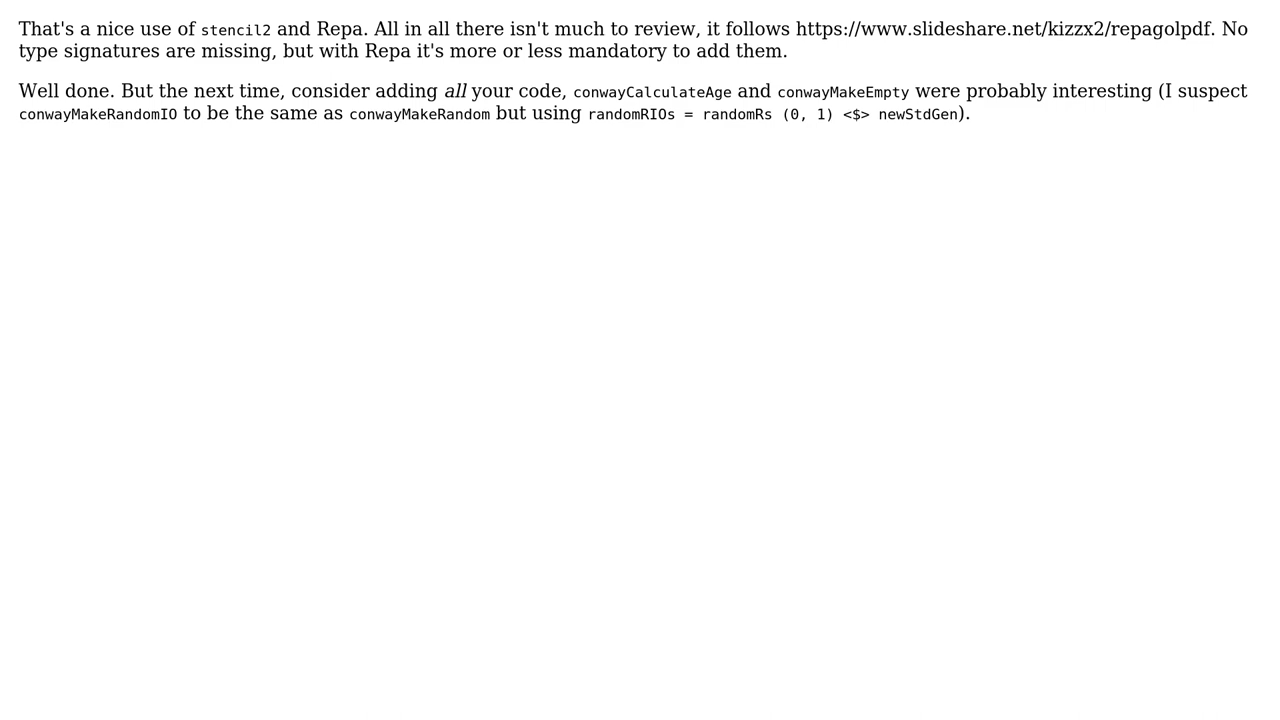 That's a nice use of stencil2 and Repa. All in all there isn't much to review, it follows https://www.slideshare.net/kizzx2/repagolpdf. No
type signatures are missing, but with Repa it's more or less mandatory to add them.
Well done. But the next time, consider adding all your code, conwayCalculateAge and conwayMakeEmpty were probably interesting (I suspect
conwayMakeRandomIO to be the same as conwayMakeRandom but using randomRIOs = randomRs (0, 1) <$> newStdGen).